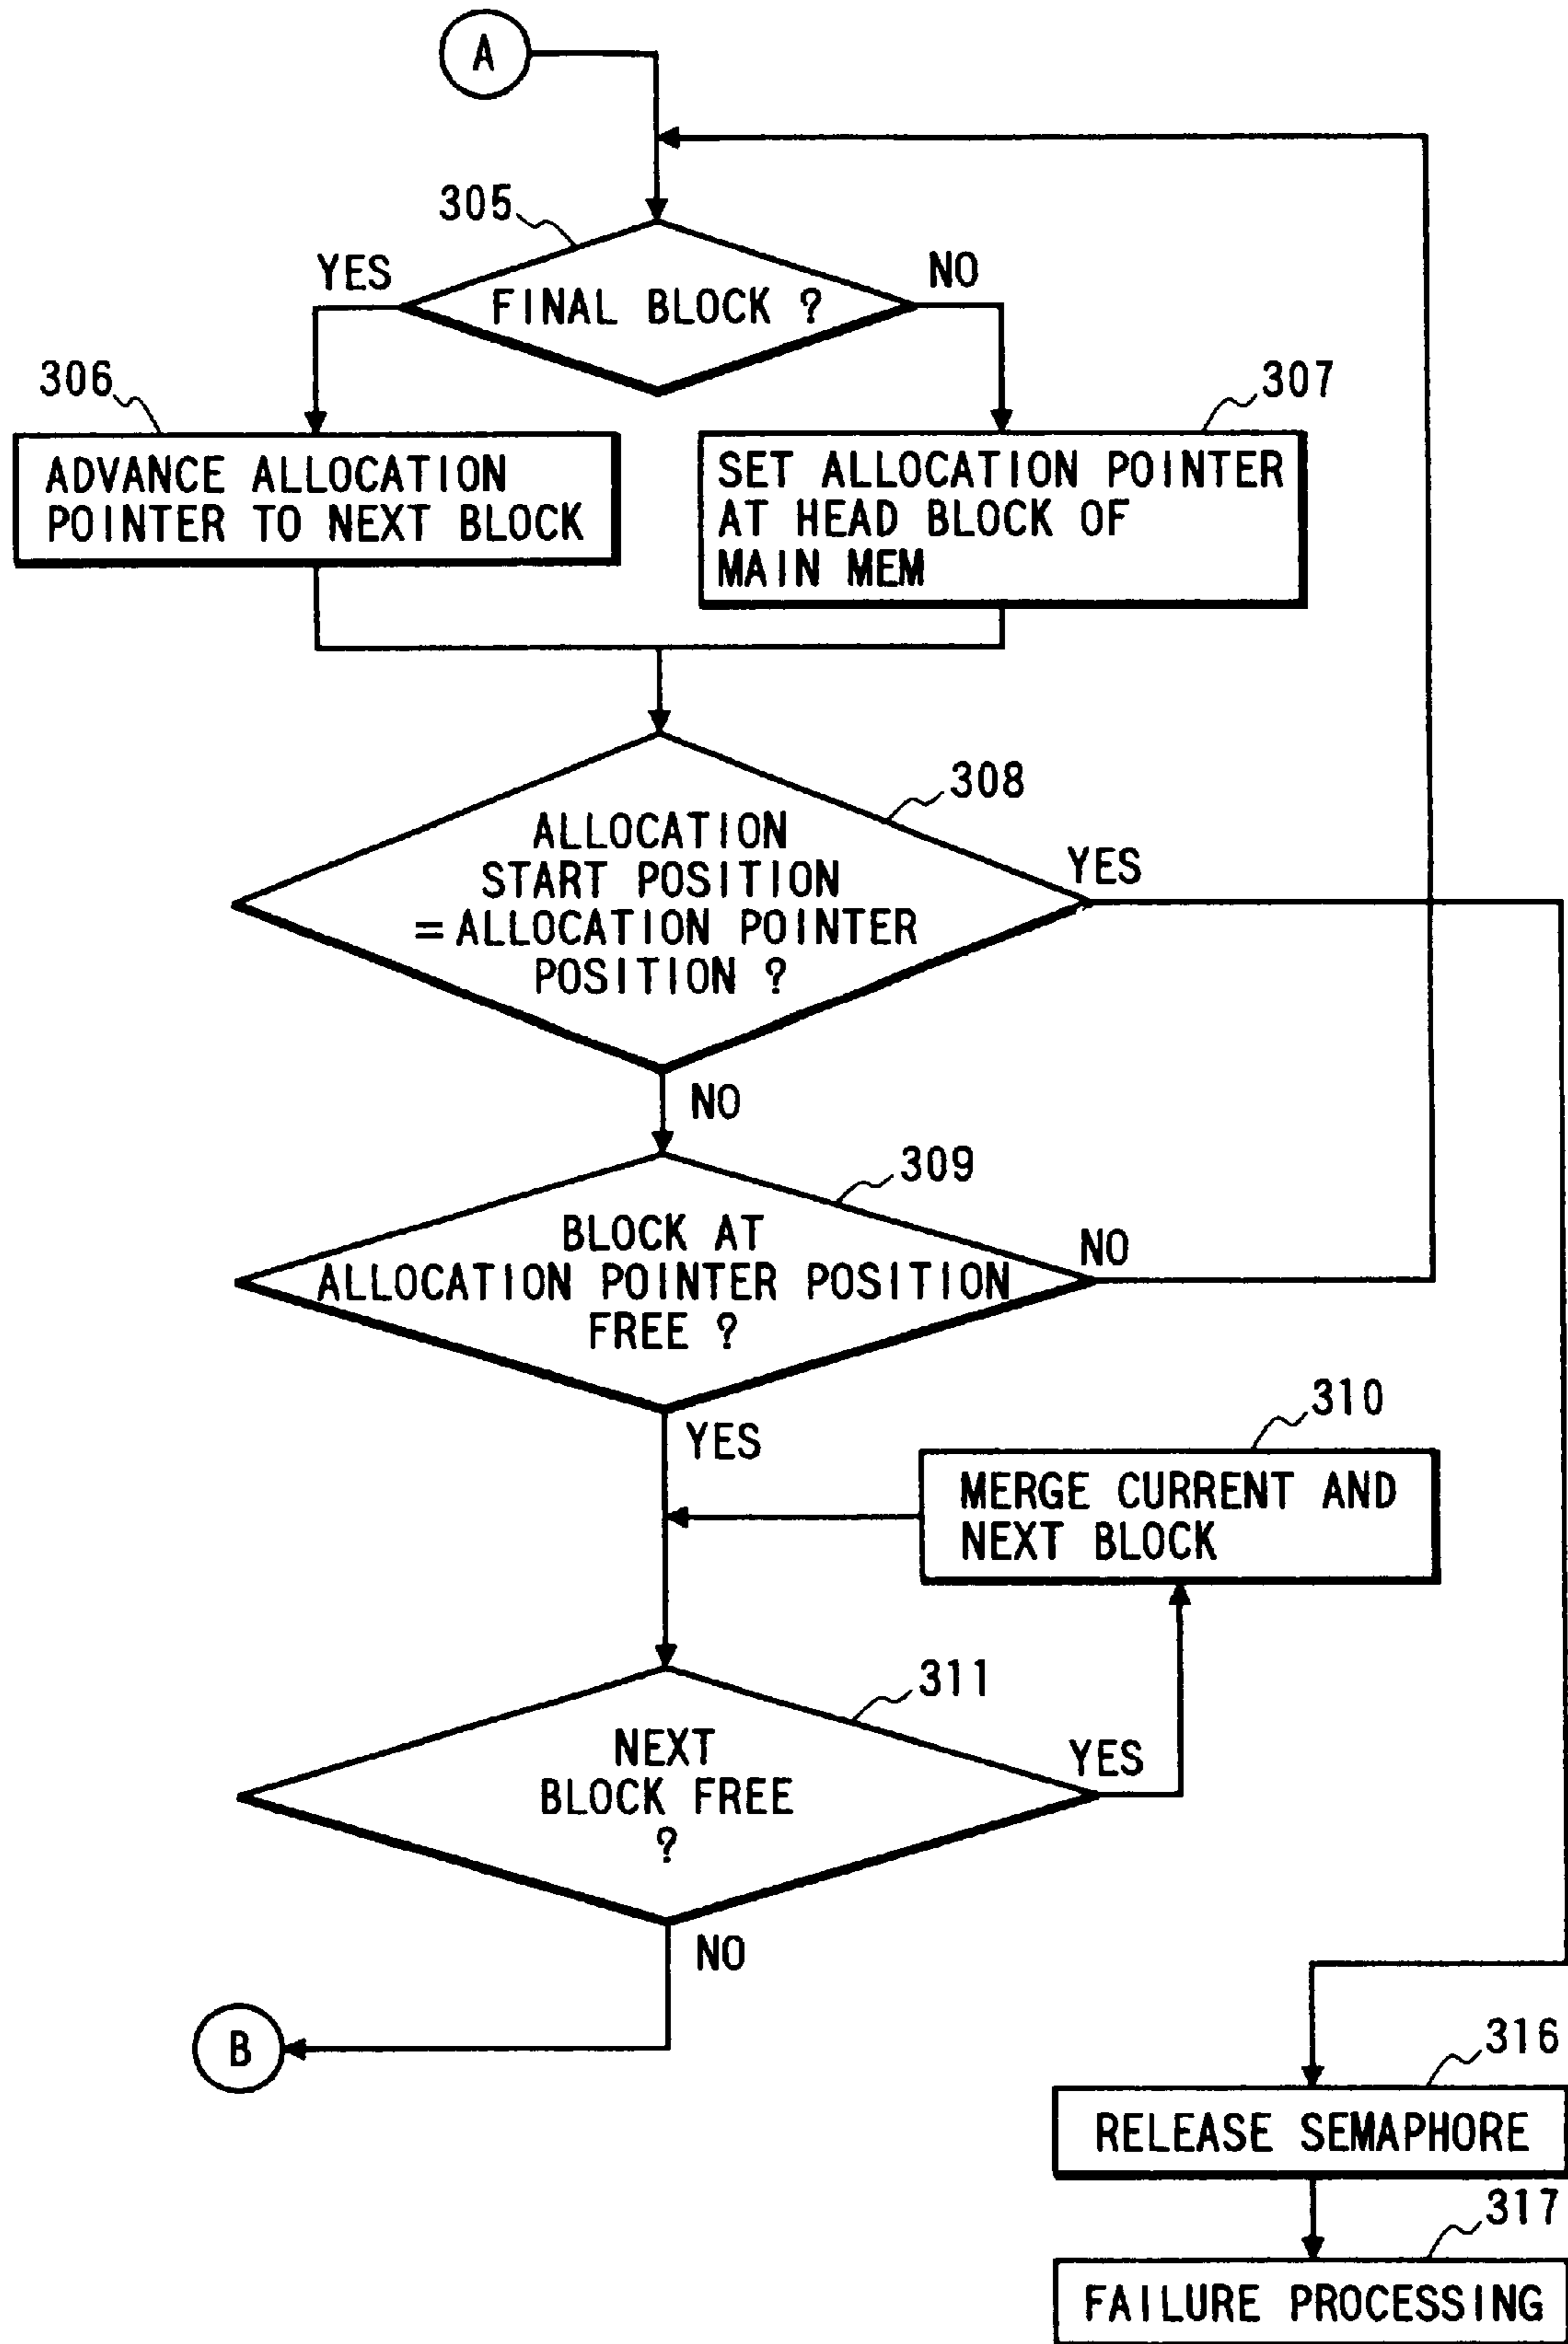 A
305
YES
NO
FINAL BLOCK ?
306
307
ADVANCE ALLOCATION
POINTER TO NEXT BLOCK
SET ALLOCATION POINTER
AT HEAD BLOCK OF
MAIN MEM
308
ALLOCATION
START POSITION
= ALLOCATION POINTER
POSITION ?
YES
NO
309
BLOCK AT
ALLOCATION POINTER POSITION
FREE ?
NO
YES
310
MERGE CURRENT AND
NEXT BLOCK
311
NEXT
BLOCK FREE
?
YES
NO
B
316
RELEASE SEMAPHORE
317
FAILURE PROCESSING